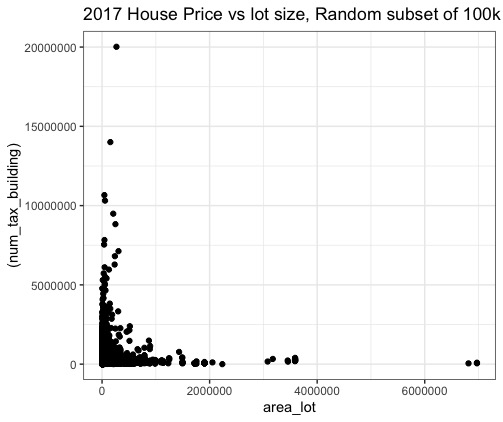 2017 House Price vs lot size, Random subset of 100k
20000000
15000000
10000000
5000000
0
(num_tax_building)
0 2000000 4000000 6000000
area_lot